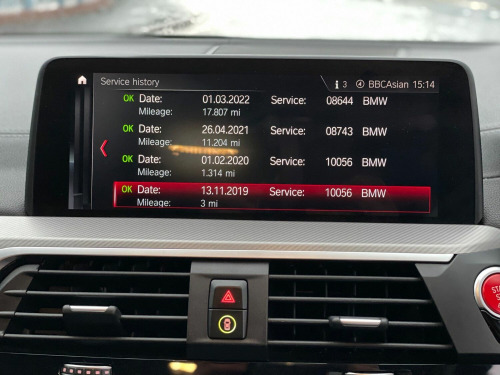 Service history
3 4 BBCAsian 15:14
OK Date: 01.03.2022 Service: 08644 BMW
Mileage: 17.807 mi
OK Date: 26.04.2021 Service: 08743 BMW
Mileage: 11.204 mi
OK Date: 01.02.2020 Service: 10056 BMW
Mileage: 1.314 mi
OK Date: 13.11.2019 Service: 10056 BMW
Mileage: 3 mi